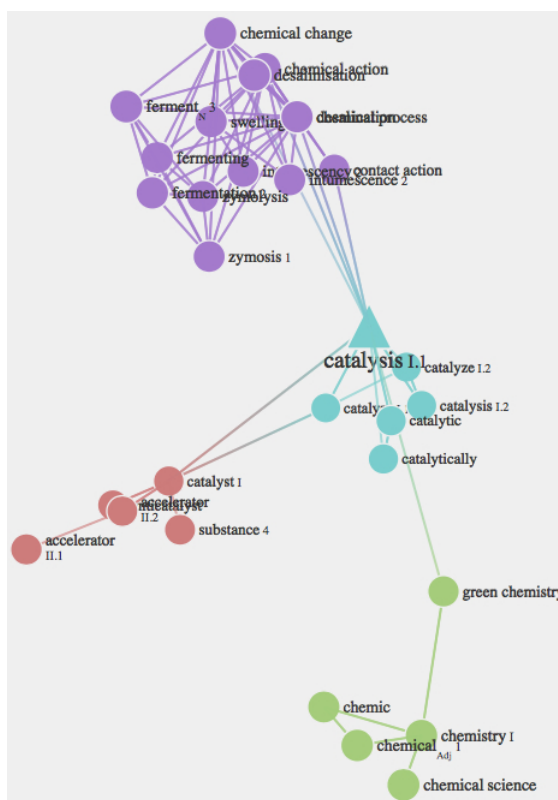 chemical change
chemical action
desalinisation
ferment N 3
swelling
chemical process
fermenting
contact action
intumescence 2
fermentation
zymolysis
zymosis 1
catalysis I.1
catalyze I.2
catalysis I.2
catalytic
catalytically
catalyst I
accelerator
II.2
substance 4
accelerator
II.1
green chemistry
chemic
chemistry I
chemical Adj 1
chemical science